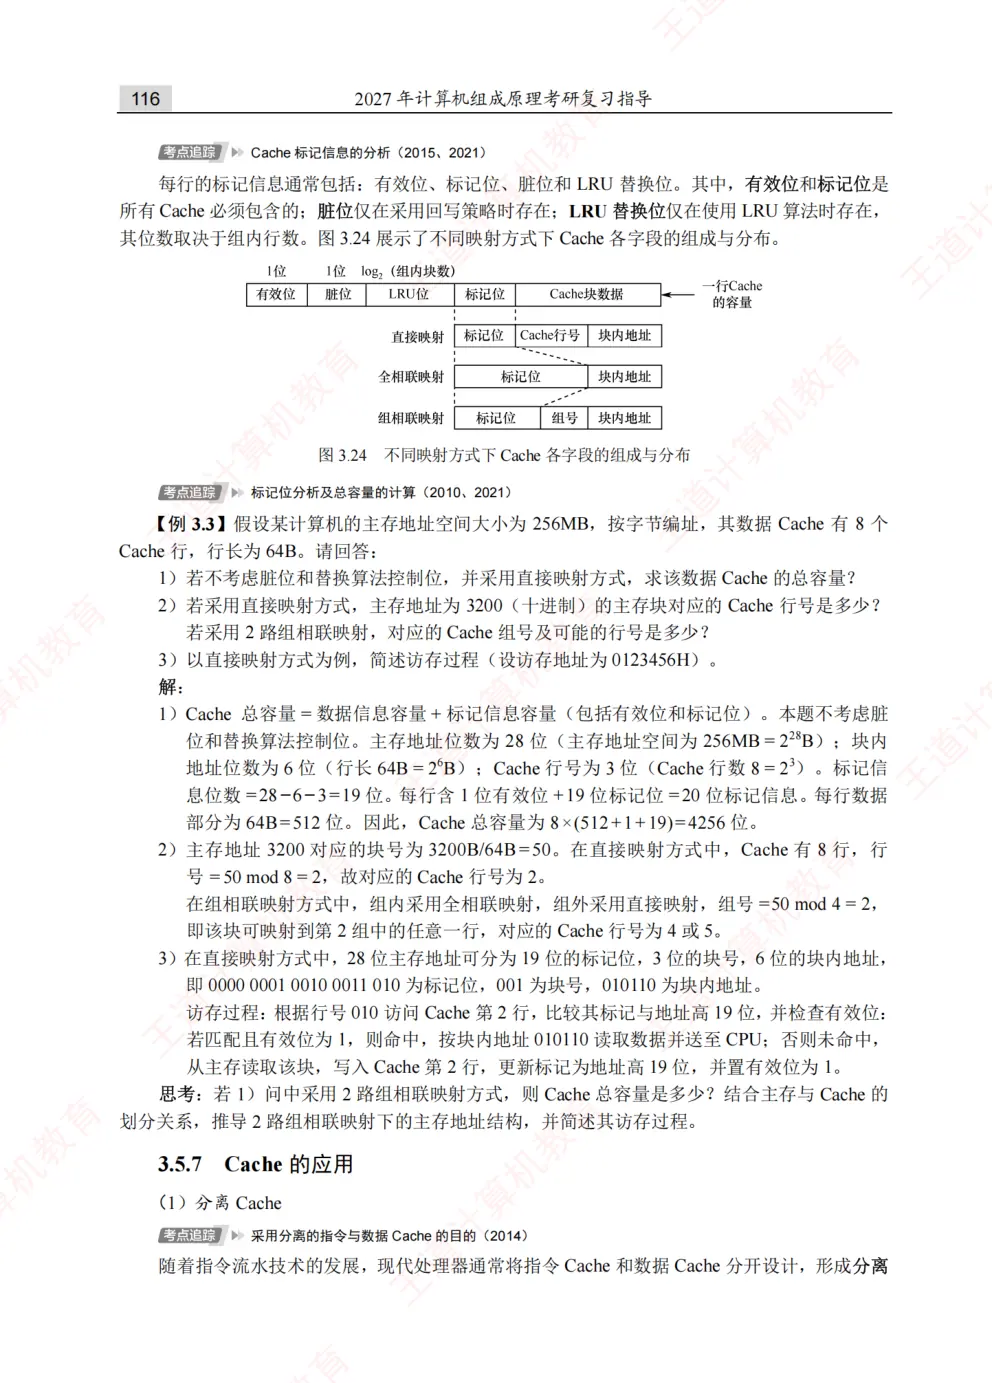 116
2027 年计算机组成原理考研复习指导
考点追踪 Cache 标记信息的分析（2015、2021）
每行的标记信息通常包括：有效位、标记位、脏位和 LRU 替换位。其中，有效位和标记位是
所有 Cache 必须包含的；脏位仅在采用回写策略时存在；LRU 替换位仅在使用 LRU 算法时存在，
其位数取决于组内行数。图 3.24 展示了不同映射方式下 Cache 各字段的组成与分布。
1位 1位 log₂（组内块数）
有效位 脏位 LRU位 标记位 Cache块数据 一行Cache
的容量
直接映射 标记位 Cache行号 块内地址
全相联映射 标记位 块内地址
组相联映射 标记位 组号 块内地址
图 3.24 不同映射方式下 Cache 各字段的组成与分布
考点追踪 标记位分析及总容量的计算（2010、2021）
【例 3.3】假设某计算机的主存地址空间大小为 256MB，按字节编址，其数据 Cache 有 8 个
Cache 行，行长为 64B。请回答：
1）若不考虑脏位和替换算法控制位，并采用直接映射方式，求该数据 Cache 的总容量？
2）若采用直接映射方式，主存地址为 3200（十进制）的主存块对应的 Cache 行号是多少？
若采用 2 路组相联映射，对应的 Cache 组号及可能的行号是多少？
3）以直接映射方式为例，简述访存过程（设访存地址为 0123456H）。
解：
1）Cache 总容量 = 数据信息容量 + 标记信息容量（包括有效位和标记位）。本题不考虑脏
位和替换算法控制位。主存地址位数为 28 位（主存地址空间为 256MB = 2²⁸B）；块内
地址位数为 6 位（行长 64B = 2⁶B）；Cache 行号为 3 位（Cache 行数 8 = 2³）。标记信
息位数 =28−6−3=19 位。每行含 1 位有效位 +19 位标记位 =20 位标记信息。每行数据
部分为 64B=512 位。因此，Cache 总容量为 8×(512+1+19)=4256 位。
2）主存地址 3200 对应的块号为 3200B/64B=50。在直接映射方式中，Cache 有 8 行，行
号 = 50 mod 8 = 2，故对应的 Cache 行号为 2。
在组相联映射方式中，组内采用全相联映射，组外采用直接映射，组号 =50 mod 4 = 2，
即该块可映射到第 2 组中的任意一行，对应的 Cache 行号为 4 或 5。
3）在直接映射方式中，28 位主存地址可分为 19 位的标记位，3 位的块号，6 位的块内地址，
即 0000 0001 0010 0011 010 为标记位，001 为块号，010110 为块内地址。
访存过程：根据行号 010 访问 Cache 第 2 行，比较其标记与地址高 19 位，并检查有效位：
若匹配且有效位为 1，则命中，按块内地址 010110 读取数据并送至 CPU；否则未命中，
从主存读取该块，写入 Cache 第 2 行，更新标记为地址高 19 位，并置有效位为 1。
思考：若 1）问中采用 2 路组相联映射方式，则 Cache 总容量是多少？结合主存与 Cache 的
划分关系，推导 2 路组相联映射下的主存地址结构，并简述其访存过程。
3.5.7 Cache 的应用
（1）分离 Cache
考点追踪 采用分离的指令与数据 Cache 的目的（2014）
随着指令流水技术的发展，现代处理器通常将指令 Cache 和数据 Cache 分开设计，形成分离
王道计算机教育